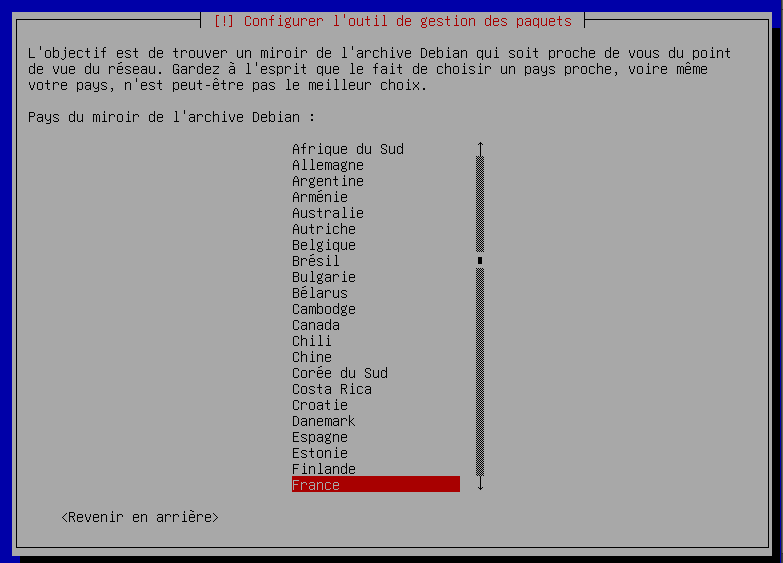 [!] Configurer l'outil de gestion des paquets
L'objectif est de trouver un miroir de l'archive Debian qui soit proche de vous du point
de vue du réseau. Gardez à l'esprit que le fait de choisir un pays proche, voire même
votre pays, n'est peut-être pas le meilleur choix.
Pays du miroir de l'archive Debian :
Afrique du Sud
Allemagne
Argentine
Arménie
Australie
Autriche
Belgique
Brésil
Bulgarie
Bélarus
Cambodge
Canada
Chili
Chine
Corée du Sud
Costa Rica
Croatie
Danemark
Espagne
Estonie
Finlande
France
<Revenir en arrière>